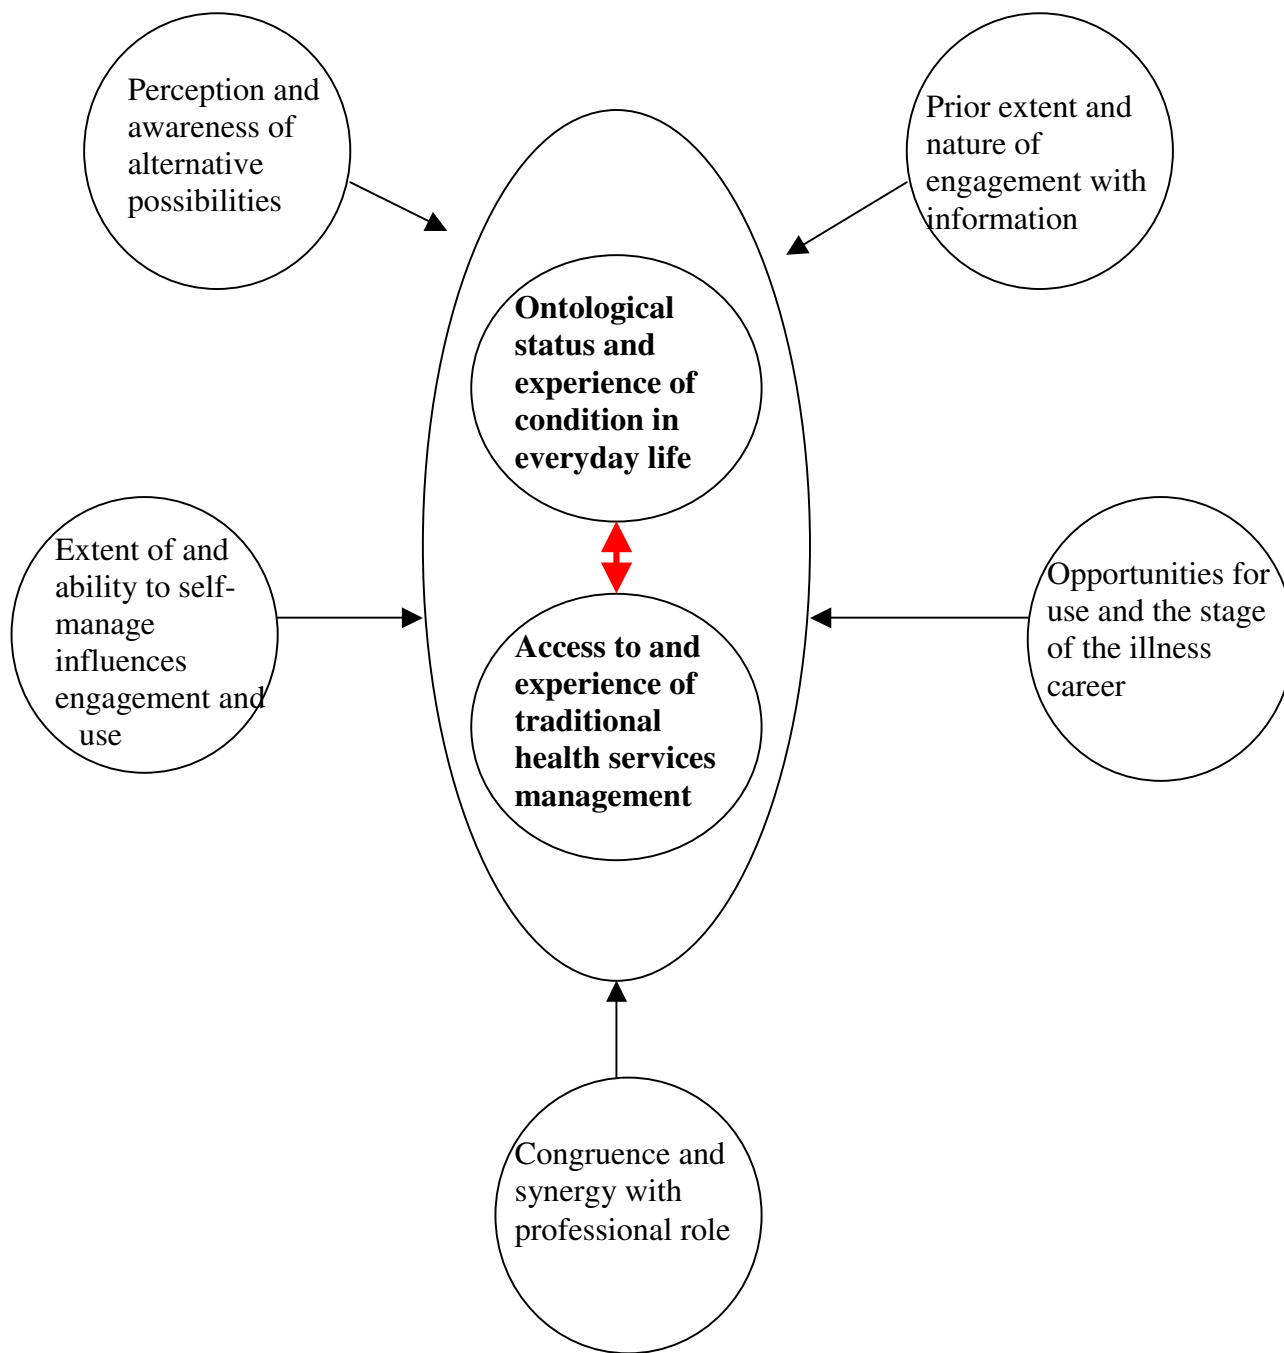 Perception and
awareness of
alternative
possibilities
Prior extent and
nature of
engagement with
information
Ontological
status and
experience of
condition in
everyday life
Extent of and
ability to self-
manage
influences
engagement and
use
Opportunities for
use and the stage
of the illness
career
Access to and
experience of
traditional
health services
management
Congruence and
synergy with
professional role